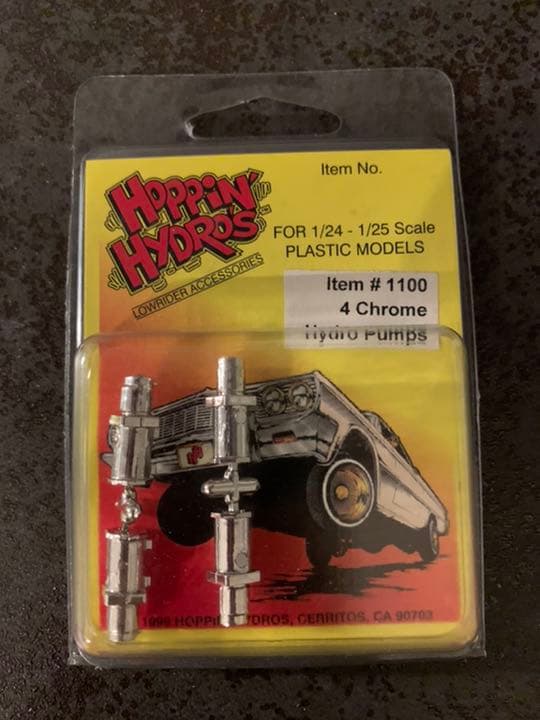 HOPPIN'
HYDROS
LOWRIDER ACCESSORIES
Item No.
FOR 1/24 - 1/25 Scale
PLASTIC MODELS
Item # 1100
4 Chrome
Hydro Pumps
1998 HOPPIN' HYDROS, CERRITOS, CA 90703